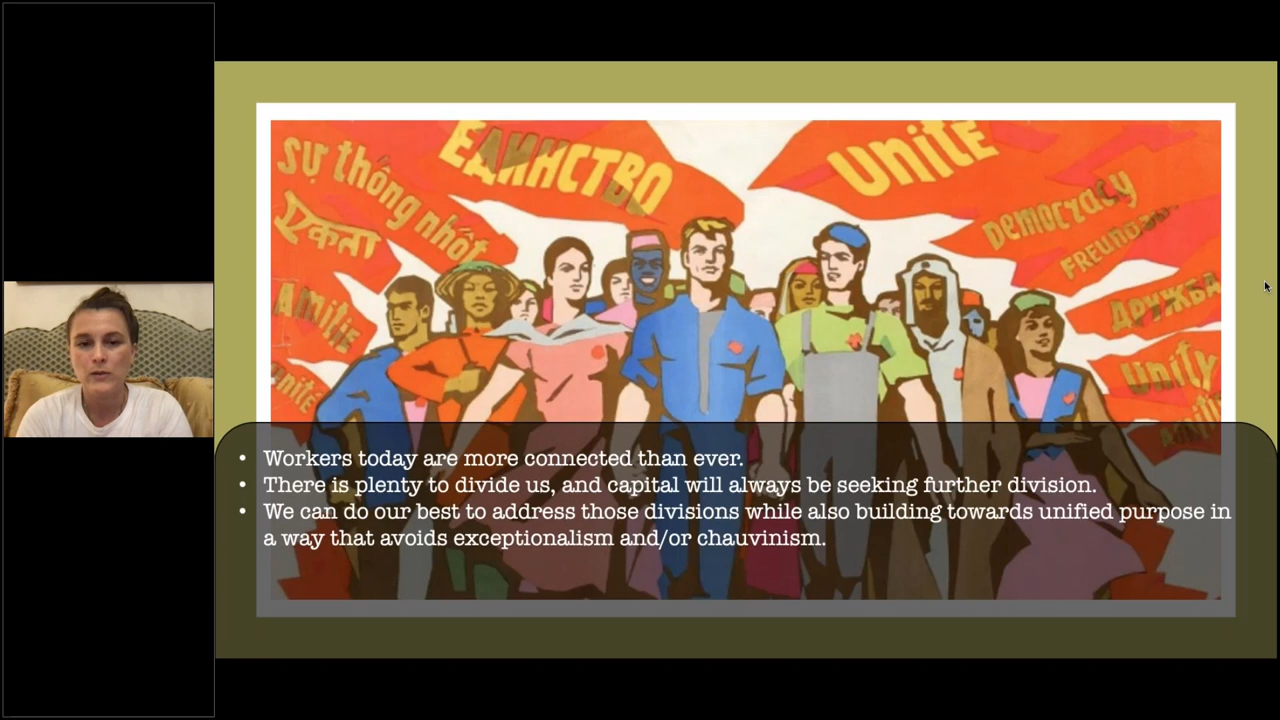 ЕДИНСТВО
Unite
sự thống nhất
एकता
Democracy
Amitie
ДРУЖБА
Unity
• Workers today are more connected than ever.
• There is plenty to divide us, and capital will always be seeking further division.
• We can do our best to address those divisions while also building towards unified purpose in
a way that avoids exceptionalism and/or chauvinism.